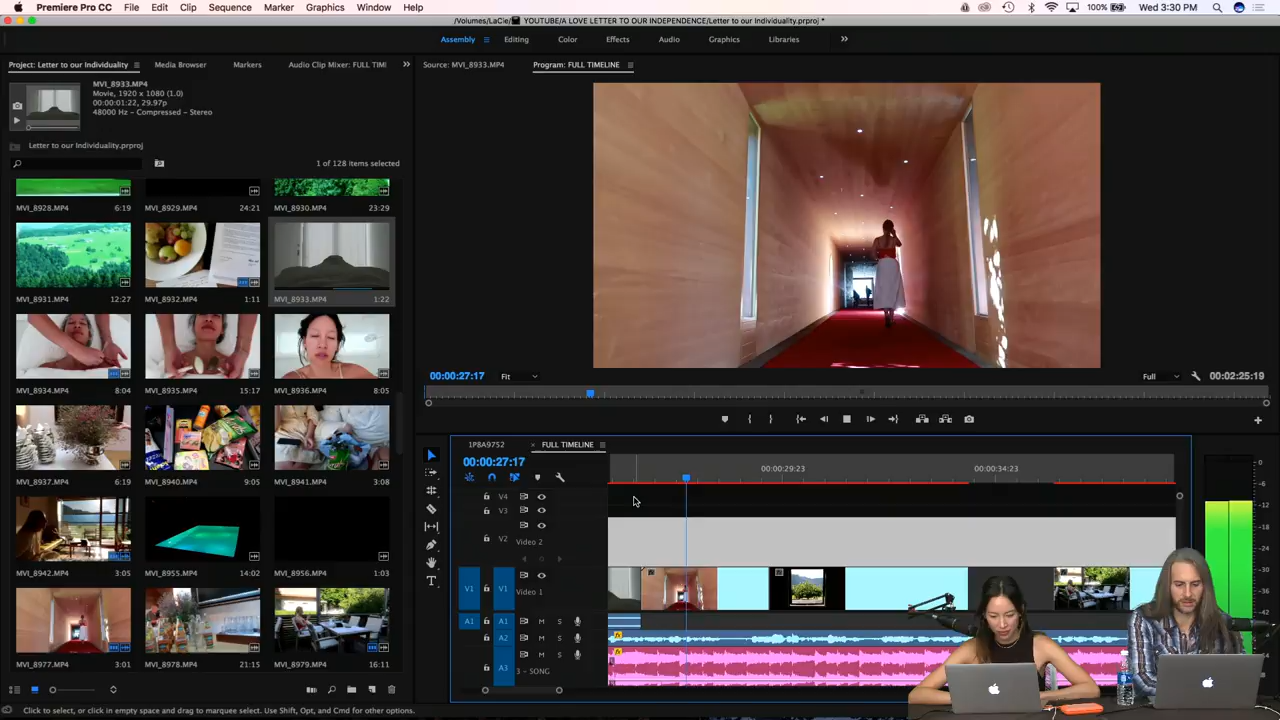 Premiere Pro CC File Edit Clip Sequence Marker Graphics Window Help 100% Wed 3:30 PM
/Volumes/LaCie/ YOUTUBE/A LOVE LETTER TO OUR INDEPENDENCE/Letter to our Individuality.prproj *
Assembly Editing Color Effects Audio Graphics Libraries
Project: Letter to our Individuality Media Browser Markers Audio Clip Mixer: FULL TIMI
Source: MVI_8933.MP4 Program: FULL TIMELINE
MVI_8933.MP4
Movie, 1920 x 1080 (1.0)
00:00:01:22, 29.97p
48000 Hz - Compressed - Stereo
Letter to our Individuality.prproj
1 of 128 items selected
MVI_8928.MP4 6:19 MVI_8929.MP4 24:21 MVI_8930.MP4 23:29
MVI_8931.MP4 12:27 MVI_8932.MP4 1:11 MVI_8933.MP4 1:22
MVI_8934.MP4 8:04 MVI_8935.MP4 15:17 MVI_8936.MP4 8:05
MVI_8937.MP4 6:19 MVI_8940.MP4 9:05 MVI_8941.MP4 3:08
MVI_8942.MP4 3:05 MVI_8955.MP4 14:02 MVI_8956.MP4 1:03
MVI_8977.MP4 3:01 MVI_8978.MP4 21:15 MVI_8979.MP4 16:11
00:00:27:17 Fit Full 00:02:25:19
1P8A9752 × FULL TIMELINE
00:00:27:17
00:00:29:23 00:00:34:23
V4
V3
V2
Video 2
V1 V1
Video 1
A1 A1 M S
A2 M S
M S
A3
3 - SONG
0
-6
-12
-18
-24
-30
-36
Click to select, or click in empty space and drag to marquee select. Use Shift, Opt, and Cmd for other options.